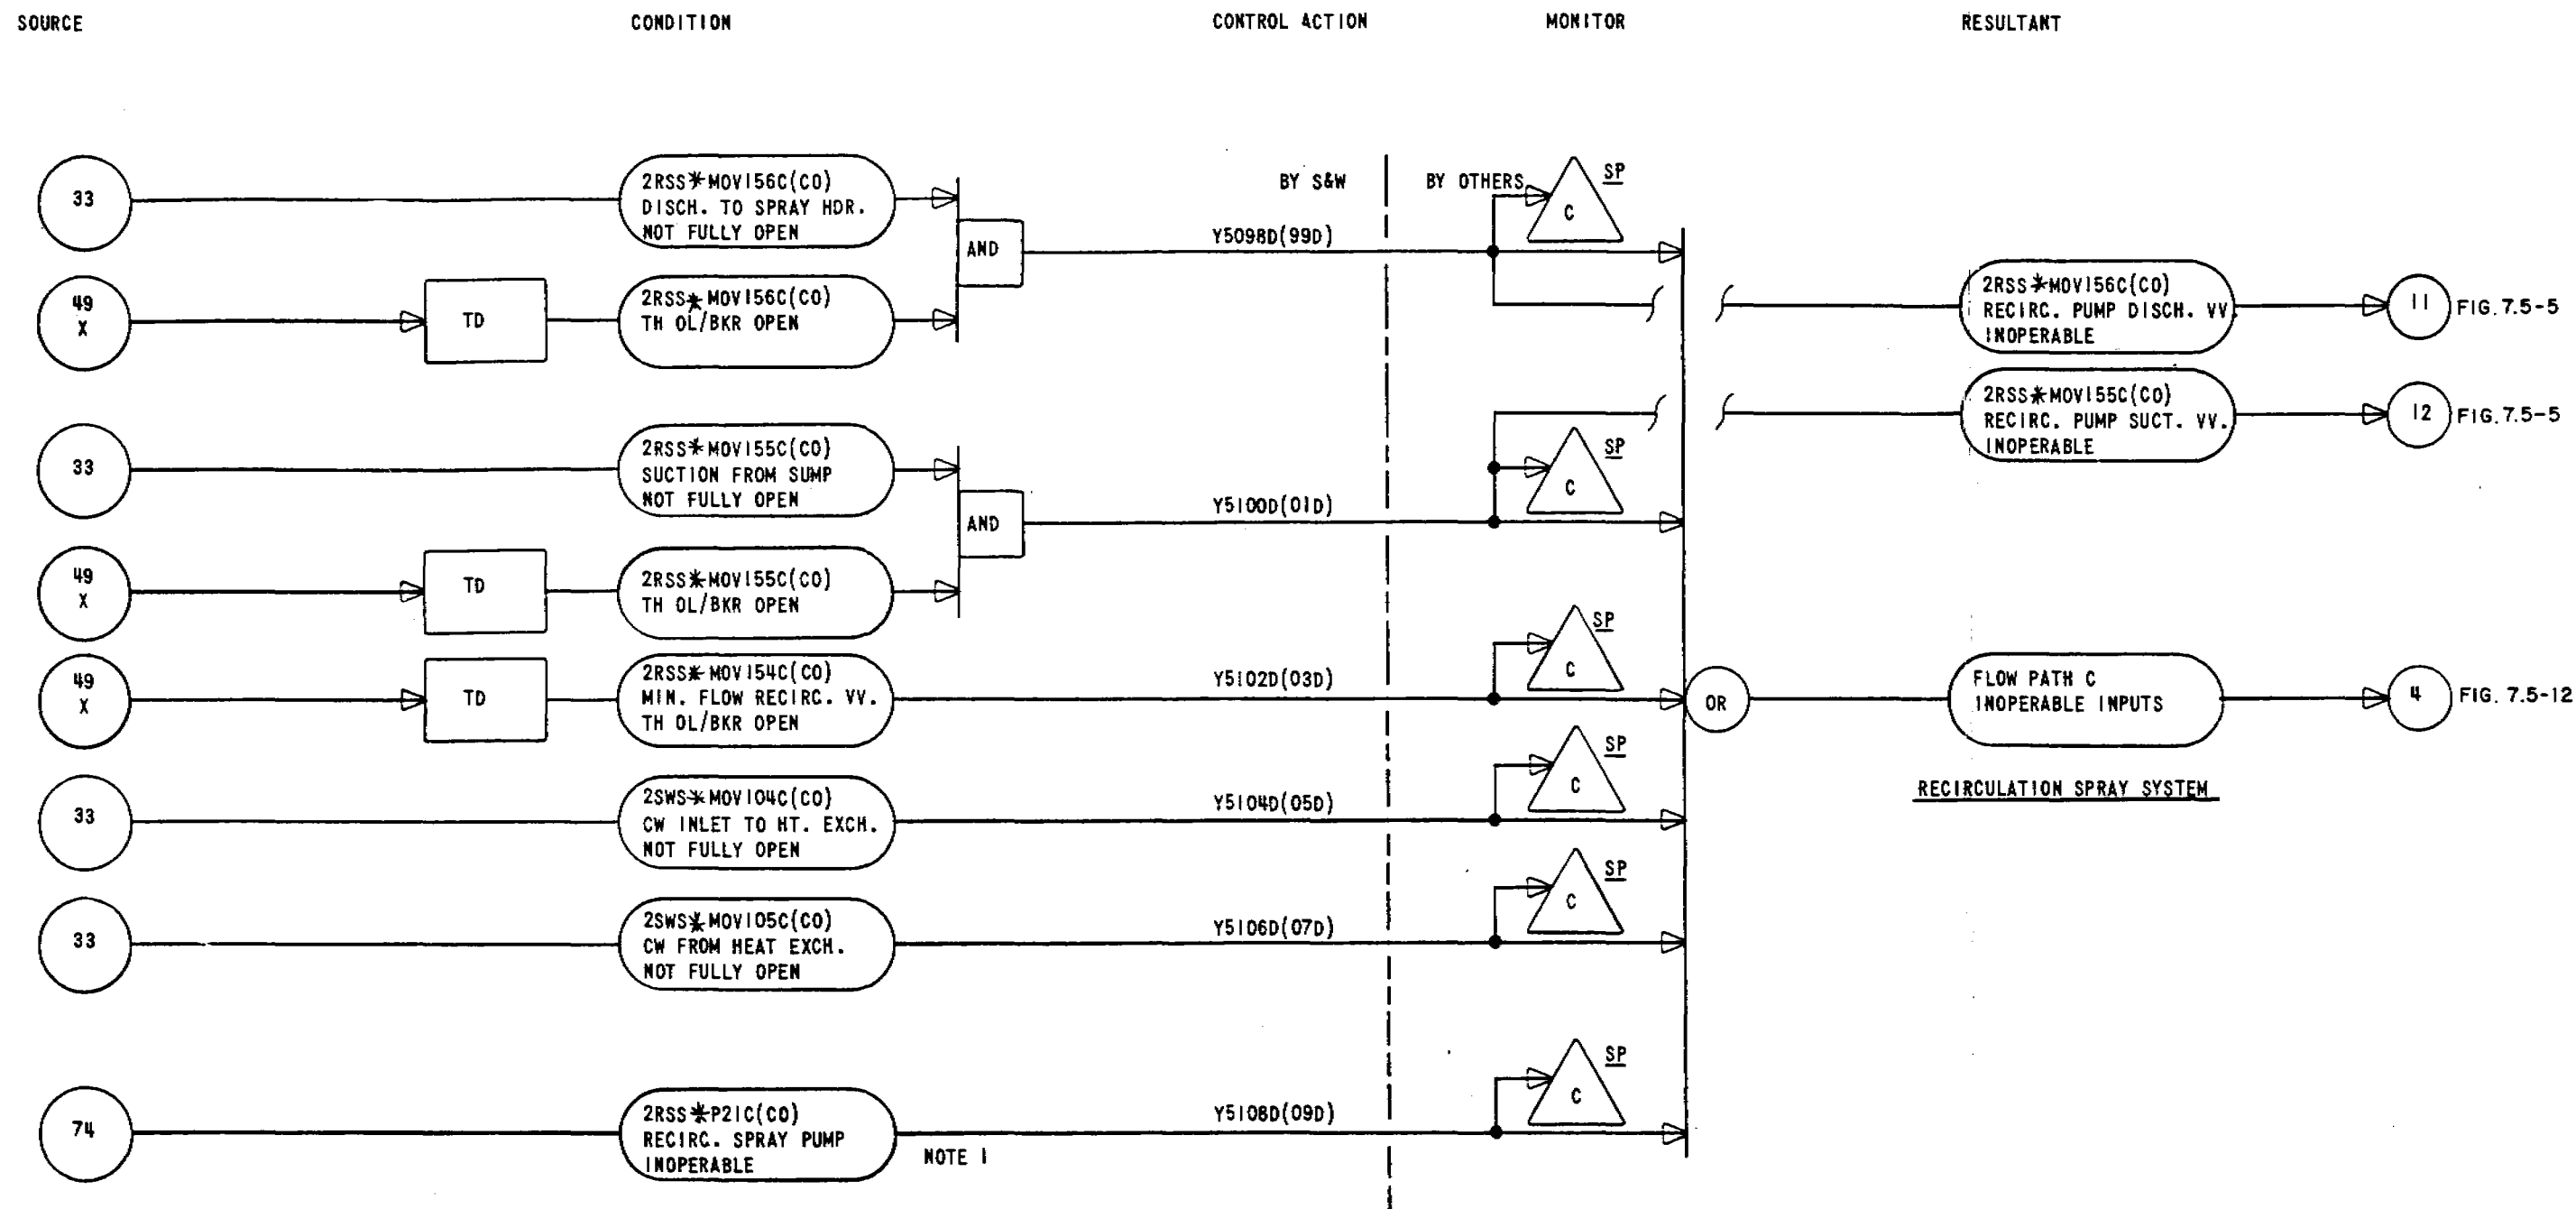 SOURCE CONDITION CONTROL ACTION MONITOR RESULTANT
33
2RSS*MOV156C(CO)
DISCH. TO SPRAY HDR.
NOT FULLY OPEN
BY S&W
BY OTHERS
SP
C
AND
Y5098D(99D)
49
X
TD
2RSS*MOV156C(CO)
TH OL/BKR OPEN
2RSS*MOV156C(CO)
RECIRC. PUMP DISCH. VV
INOPERABLE
11
FIG. 7.5-5
2RSS*MOV155C(CO)
RECIRC. PUMP SUCT. VV.
INOPERABLE
12
FIG. 7.5-5
33
2RSS*MOV155C(CO)
SUCTION FROM SUMP
NOT FULLY OPEN
SP
C
AND
Y5100D(01D)
49
X
TD
2RSS*MOV155C(CO)
TH OL/BKR OPEN
49
X
TD
2RSS*MOV154C(CO)
MIN. FLOW RECIRC. VV.
TH OL/BKR OPEN
Y5102D(03D)
SP
C
OR
FLOW PATH C
INOPERABLE INPUTS
4
FIG. 7.5-12
RECIRCULATION SPRAY SYSTEM
33
2SWS*MOV104C(CO)
CW INLET TO HT. EXCH.
NOT FULLY OPEN
Y5104D(05D)
SP
C
33
2SWS*MOV105C(CO)
CW FROM HEAT EXCH.
NOT FULLY OPEN
Y5106D(07D)
SP
C
74
2RSS*P21C(CO)
RECIRC. SPRAY PUMP
INOPERABLE
NOTE 1
Y5108D(09D)
SP
C